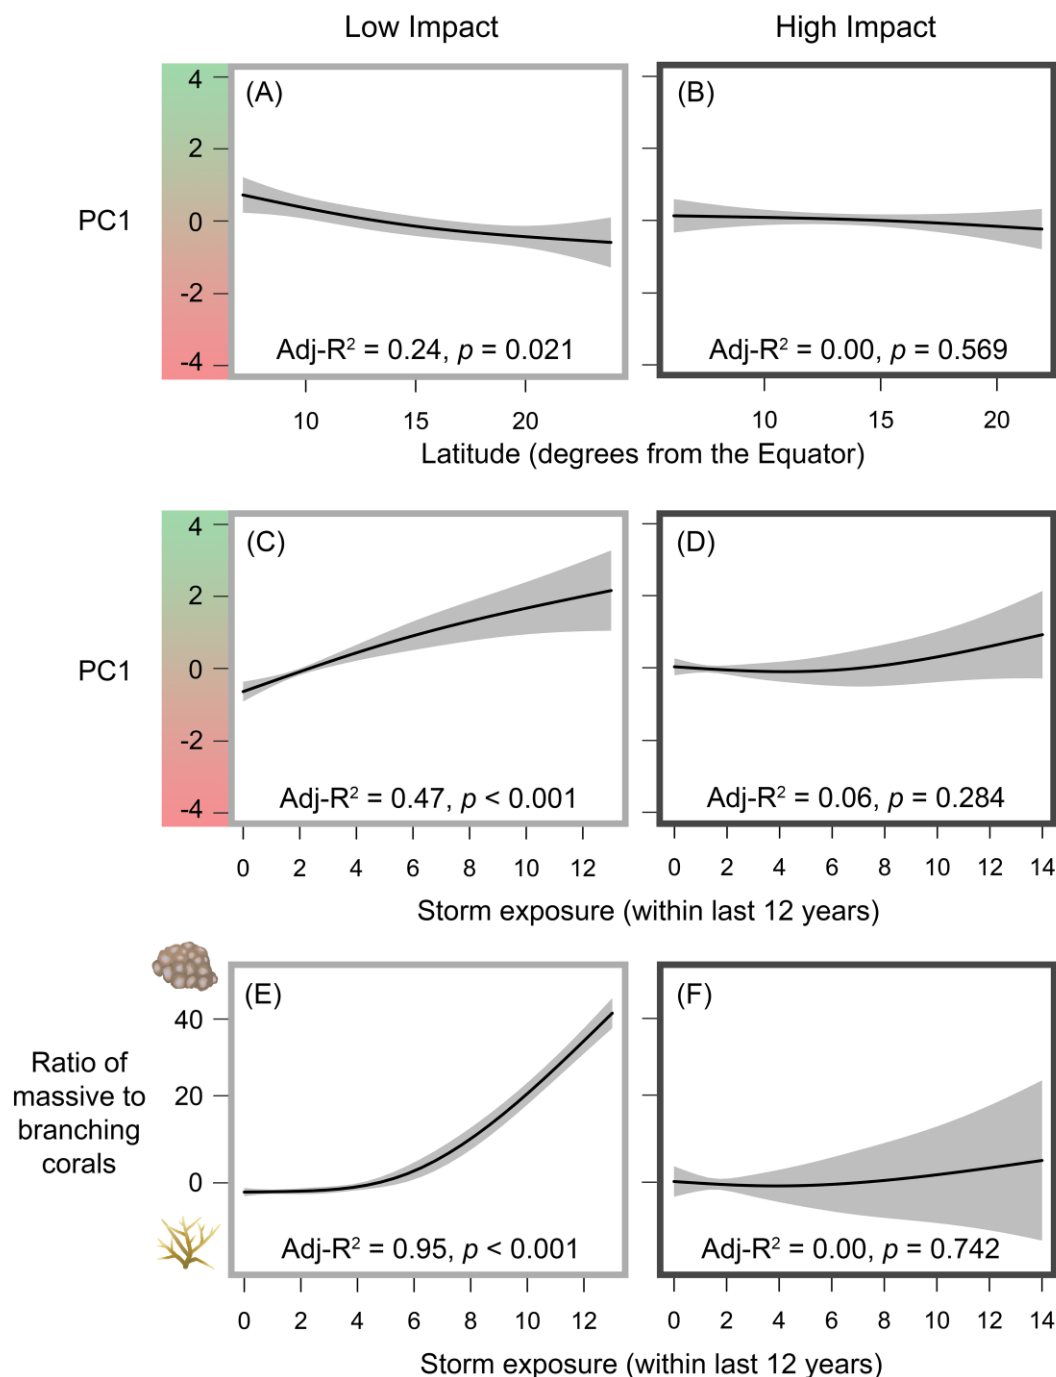 Low Impact
High Impact
(A)
(B)
4
2
0
-2
-4
PC1
Adj-R² = 0.24, p = 0.021
Adj-R² = 0.00, p = 0.569
10 15 20
10 15 20
Latitude (degrees from the Equator)
(C)
(D)
4
2
0
-2
-4
PC1
Adj-R² = 0.47, p < 0.001
Adj-R² = 0.06, p = 0.284
0 2 4 6 8 10 12
0 2 4 6 8 10 12 14
Storm exposure (within last 12 years)
(E)
(F)
40
20
0
Ratio of
massive to
branching
corals
Adj-R² = 0.95, p < 0.001
Adj-R² = 0.00, p = 0.742
0 2 4 6 8 10 12
0 2 4 6 8 10 12 14
Storm exposure (within last 12 years)